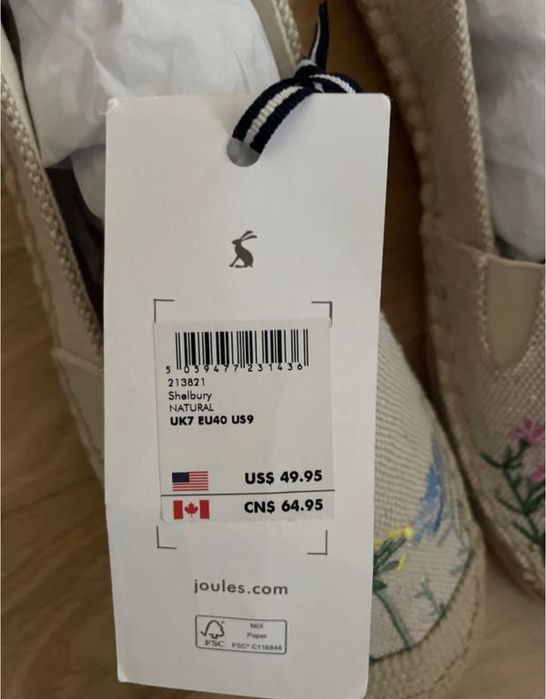 5 059477 231436
213821
Shelbury
NATURAL
UK7 EU40 US9
US$ 49.95
CN$ 64.95
joules.com
MIX
Paper
FSC FSC® C116844